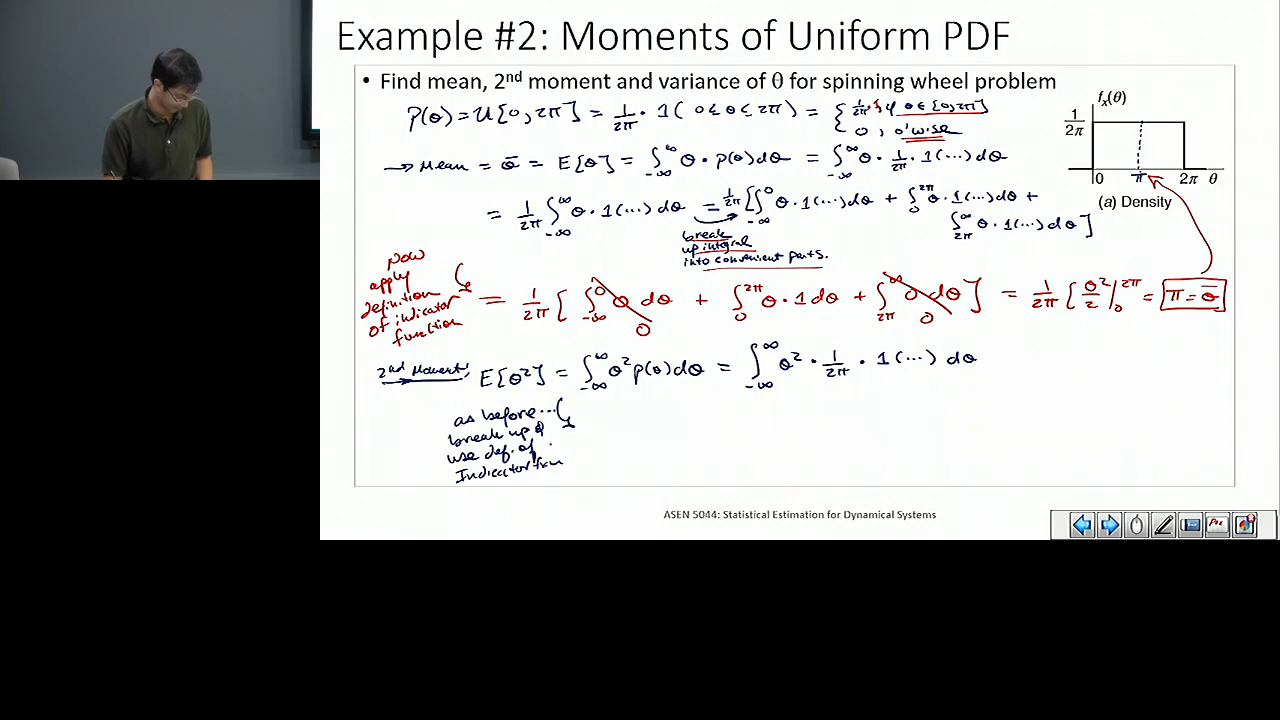 Example #2: Moments of Uniform PDF
• Find mean, 2nd moment and variance of θ for spinning wheel problem
p(θ) = U[0, 2π] = 1/2π · 1(0 ≤ θ ≤ 2π) = { 1/2π, if θ ∈ [0, 2π]
0, o'wise
→ Mean = θ̄ = E[θ] = ∫_{-∞}^{∞} θ · p(θ) dθ = ∫_{-∞}^{∞} θ · 1/2π · 1(...) dθ
= 1/2π ∫_{-∞}^{∞} θ · 1(...) dθ = 1/2π [ ∫_{-∞}^{0} θ · 1(...) dθ + ∫_{0}^{2π} θ · 1(...) dθ +
∫_{2π}^{∞} θ · 1(...) dθ ]
break
up integral
into convenient parts.
Now
apply
definition
of indicator
function
= 1/2π [ ∫_{-∞}^{0} 0 dθ + ∫_{0}^{2π} θ · 1 dθ + ∫_{2π}^{∞} 0 dθ ] = 1/2π [ θ²/2 |_0^{2π} = π = θ̄
0 0
2nd Moment: E[θ²] = ∫_{-∞}^{∞} θ² p(θ) dθ = ∫_{-∞}^{∞} θ² · 1/2π · 1(...) dθ
as before...
break up &
use def. of
Indicator fxn
f_x(θ)
1/2π
0 π 2π θ
(a) Density
ASEN 5044: Statistical Estimation for Dynamical Systems